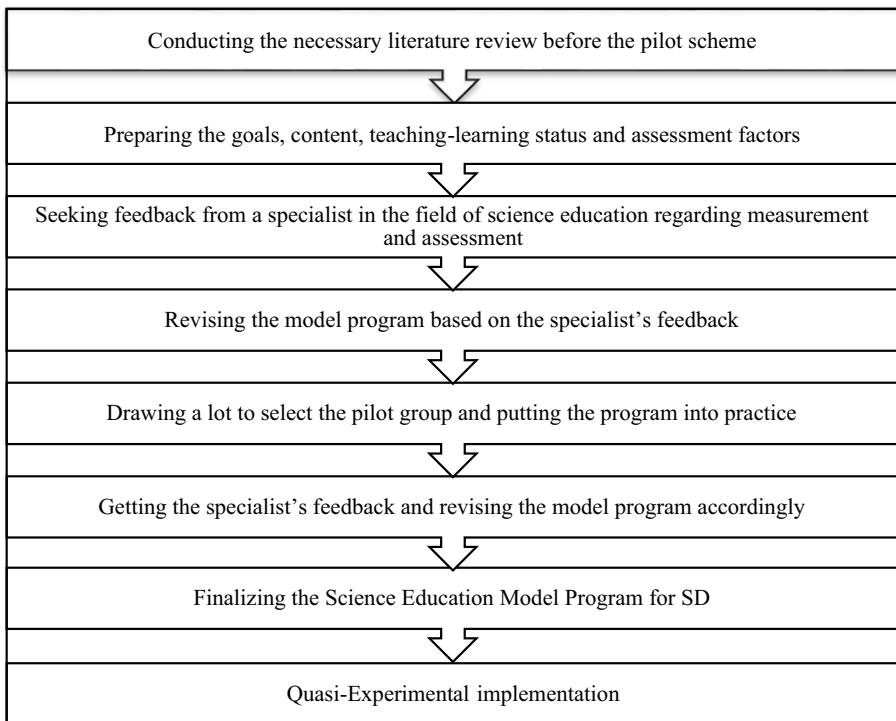 Conducting the necessary literature review before the pilot scheme
Preparing the goals, content, teaching-learning status and assessment factors
Seeking feedback from a specialist in the field of science education regarding measurement
and assessment
Revising the model program based on the specialist’s feedback
Drawing a lot to select the pilot group and putting the program into practice
Getting the specialist’s feedback and revising the model program accordingly
Finalizing the Science Education Model Program for SD
Quasi-Experimental implementation